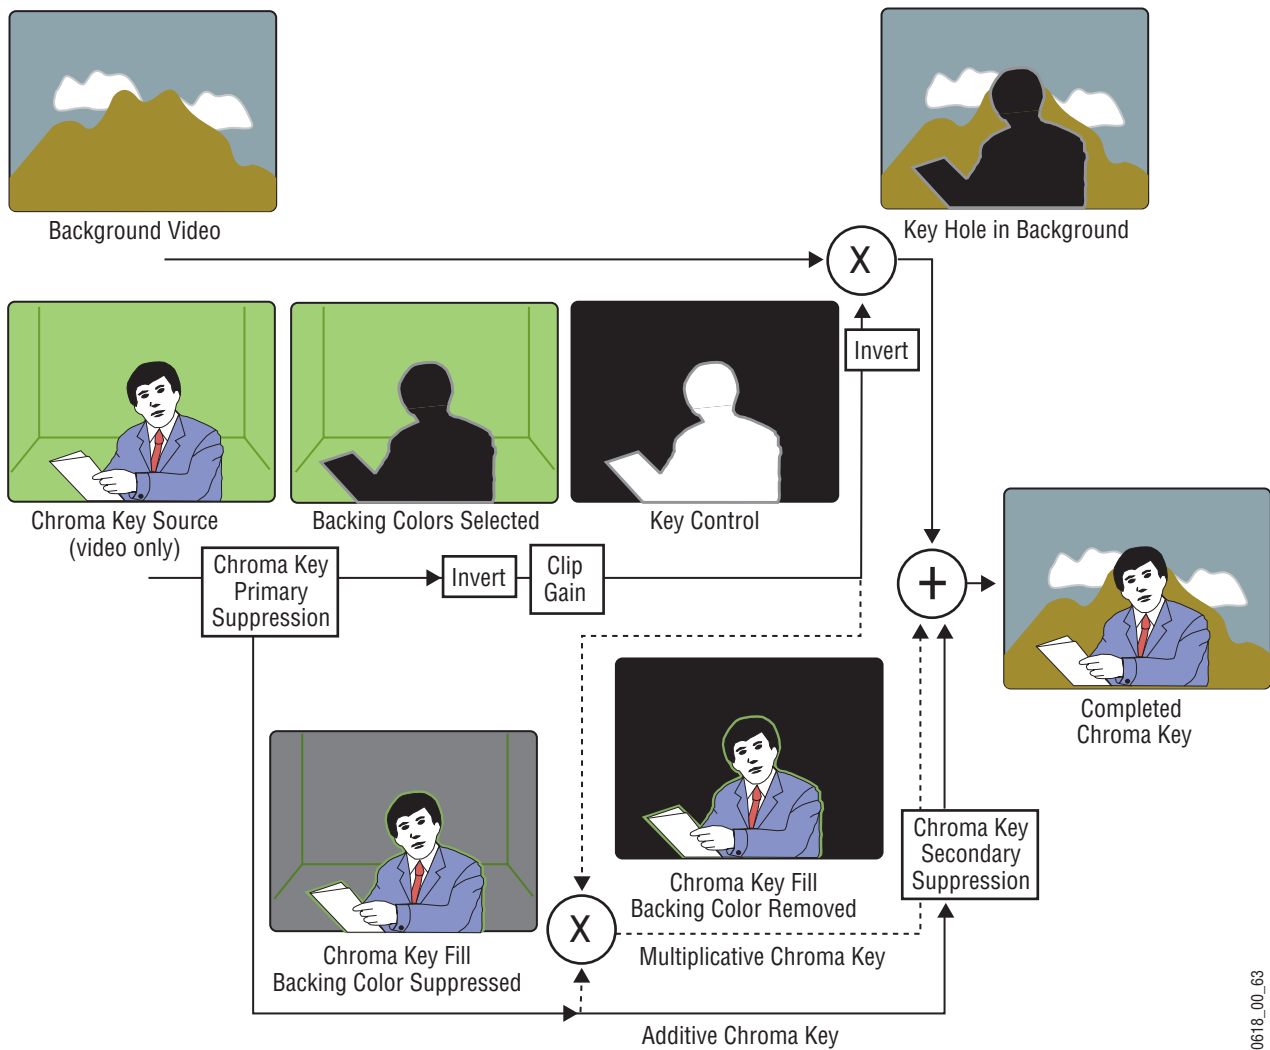 Background Video
Key Hole in Background
X
Invert
Chroma Key Source
(video only)
Backing Colors Selected
Key Control
Chroma Key
Primary
Suppression
Invert
Clip
Gain
+
Completed
Chroma Key
Chroma Key
Secondary
Suppression
Chroma Key Fill
Backing Color Removed
X
Chroma Key Fill
Backing Color Suppressed
Multiplicative Chroma Key
Additive Chroma Key
0618_00_63